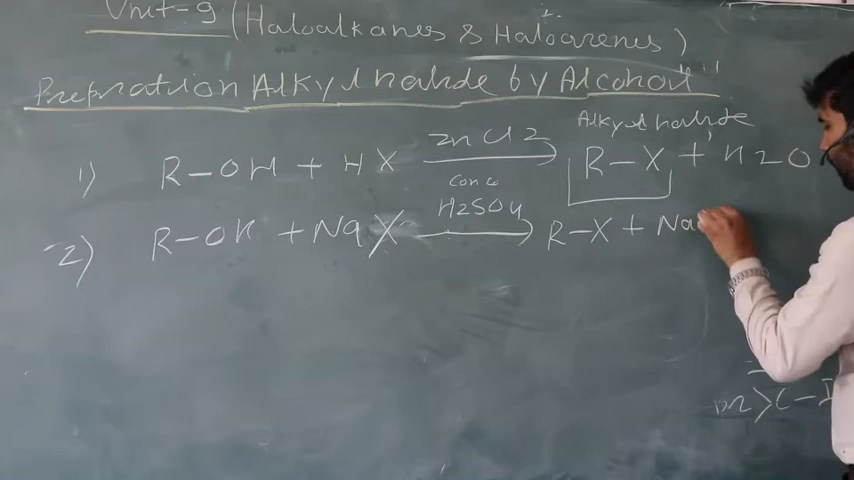 Unit-9 (Haloalkanes & Haloarenes)
Prepration Alkyl halide by Alcohol"
Alkyl halide
1) R-OH + HX ZnCl2 → R-X + H2O
Conc
H2SO4
2) R-OH + NaX → R-X + Na